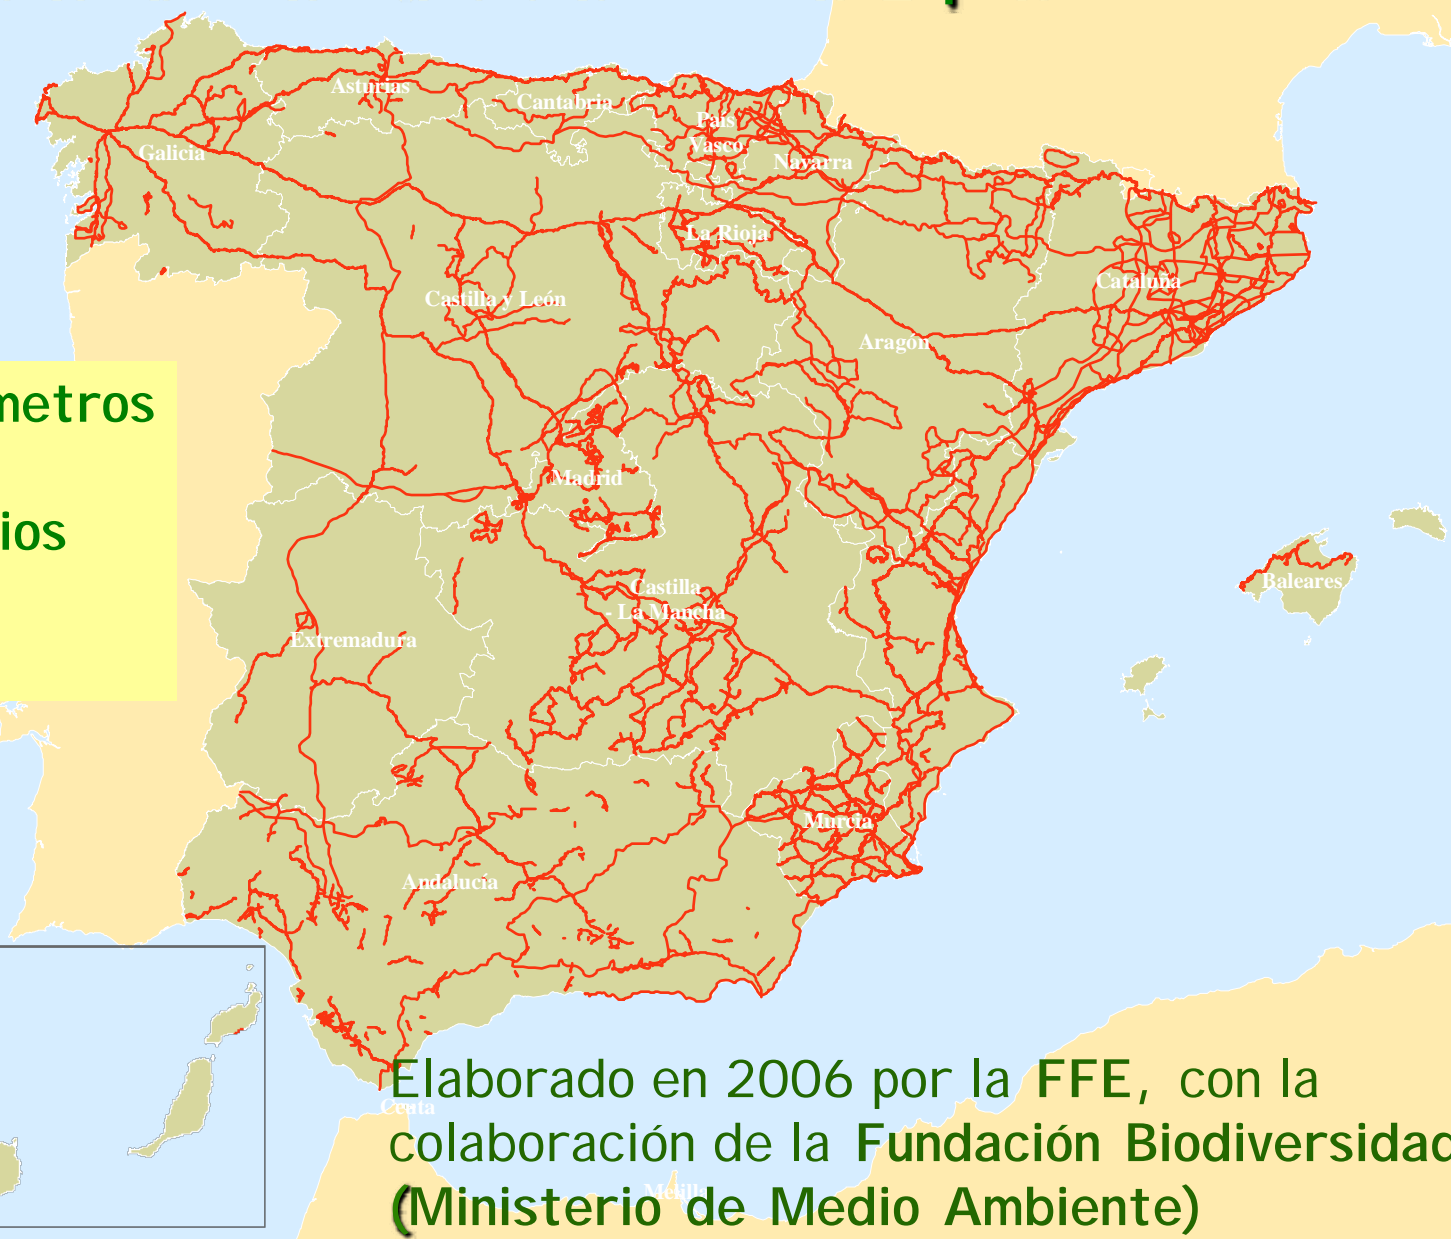 Asturias
Cantabria
País
Vasco
Galicia
Navarra
La Rioja
Cataluña
Castilla y León
Aragón
metros
Madrid
ios
Baleares
Castilla
- La Mancha
Extremadura
Murcia
Andalucía
Elaborado en 2006 por la FFE, con la
Ceuta
colaboración de la Fundación Biodiversidad
Melilla
(Ministerio de Medio Ambiente)